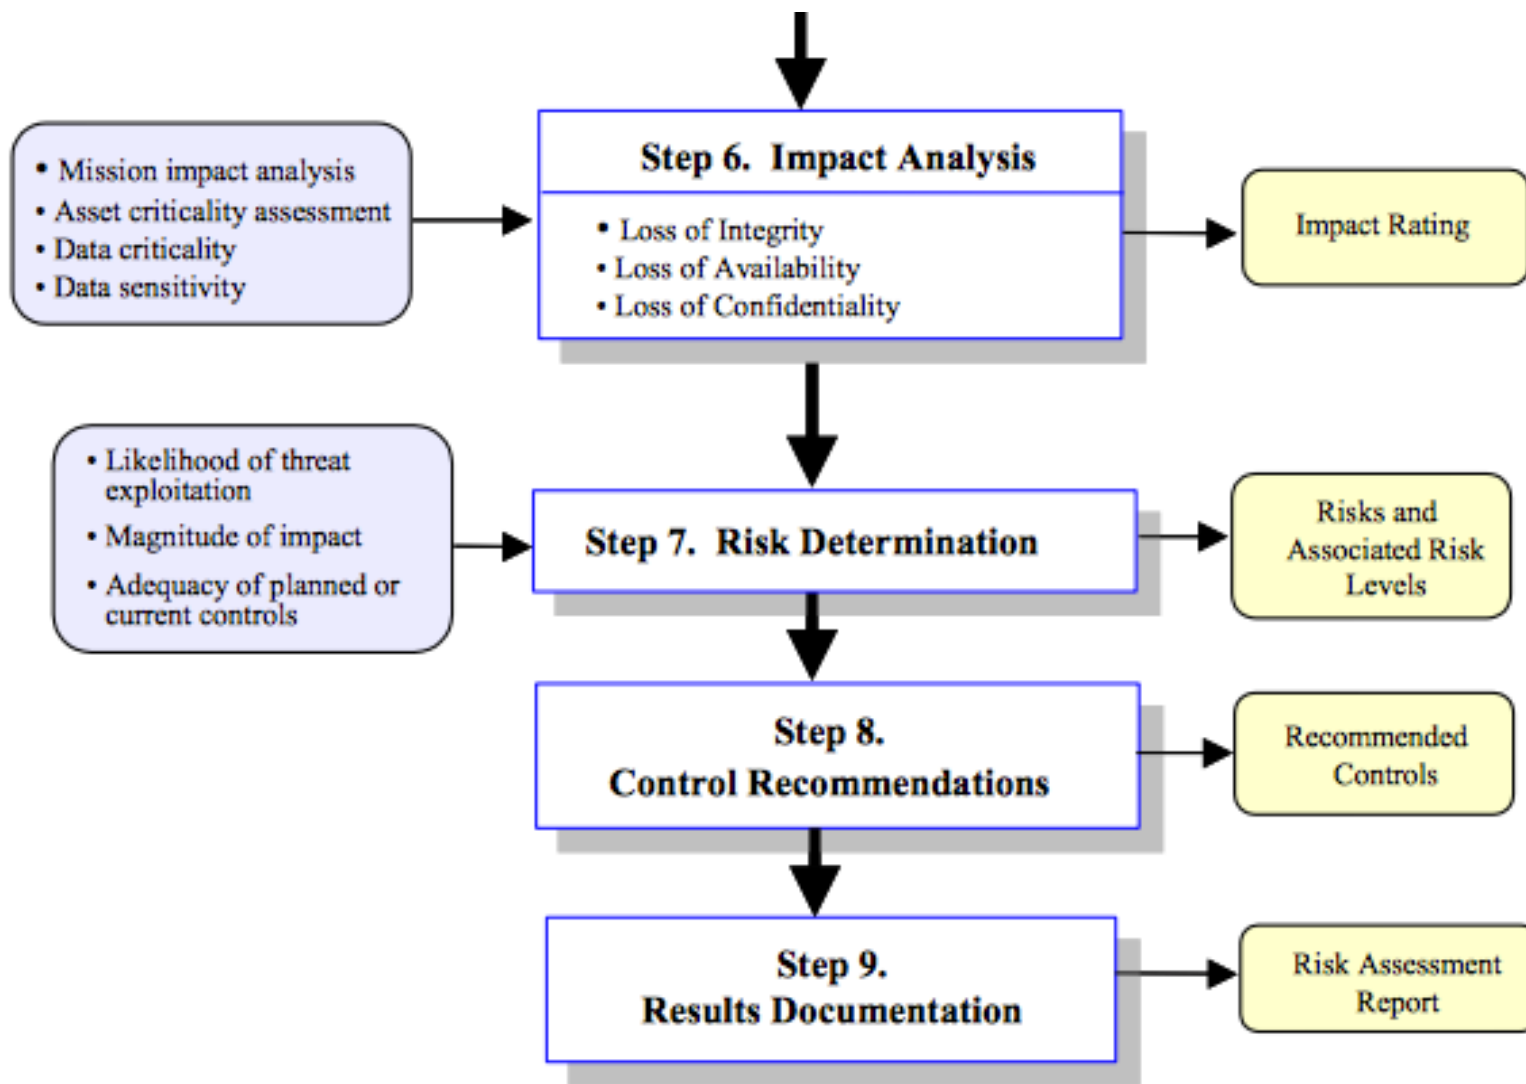 • Mission impact analysis
• Asset criticality assessment
• Data criticality
• Data sensitivity
Step 6. Impact Analysis
• Loss of Integrity
• Loss of Availability
• Loss of Confidentiality
Impact Rating
• Likelihood of threat
exploitation
• Magnitude of impact
• Adequacy of planned or
current controls
Step 7. Risk Determination
Risks and
Associated Risk
Levels
Step 8.
Control Recommendations
Recommended
Controls
Step 9.
Results Documentation
Risk Assessment
Report